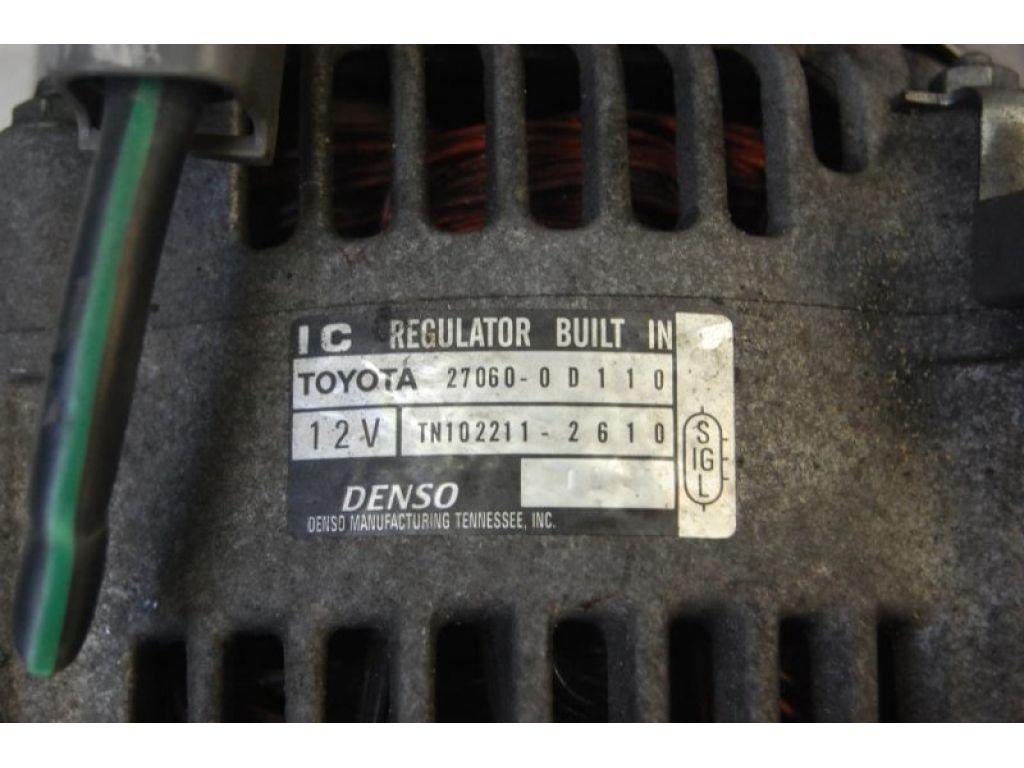 IC REGULATOR BUILT IN
TOYOTA 27060-0D110
12V TN102211-2610
S
IG
L
DENSO
DENSO MANUFACTURING TENNESSEE, INC.